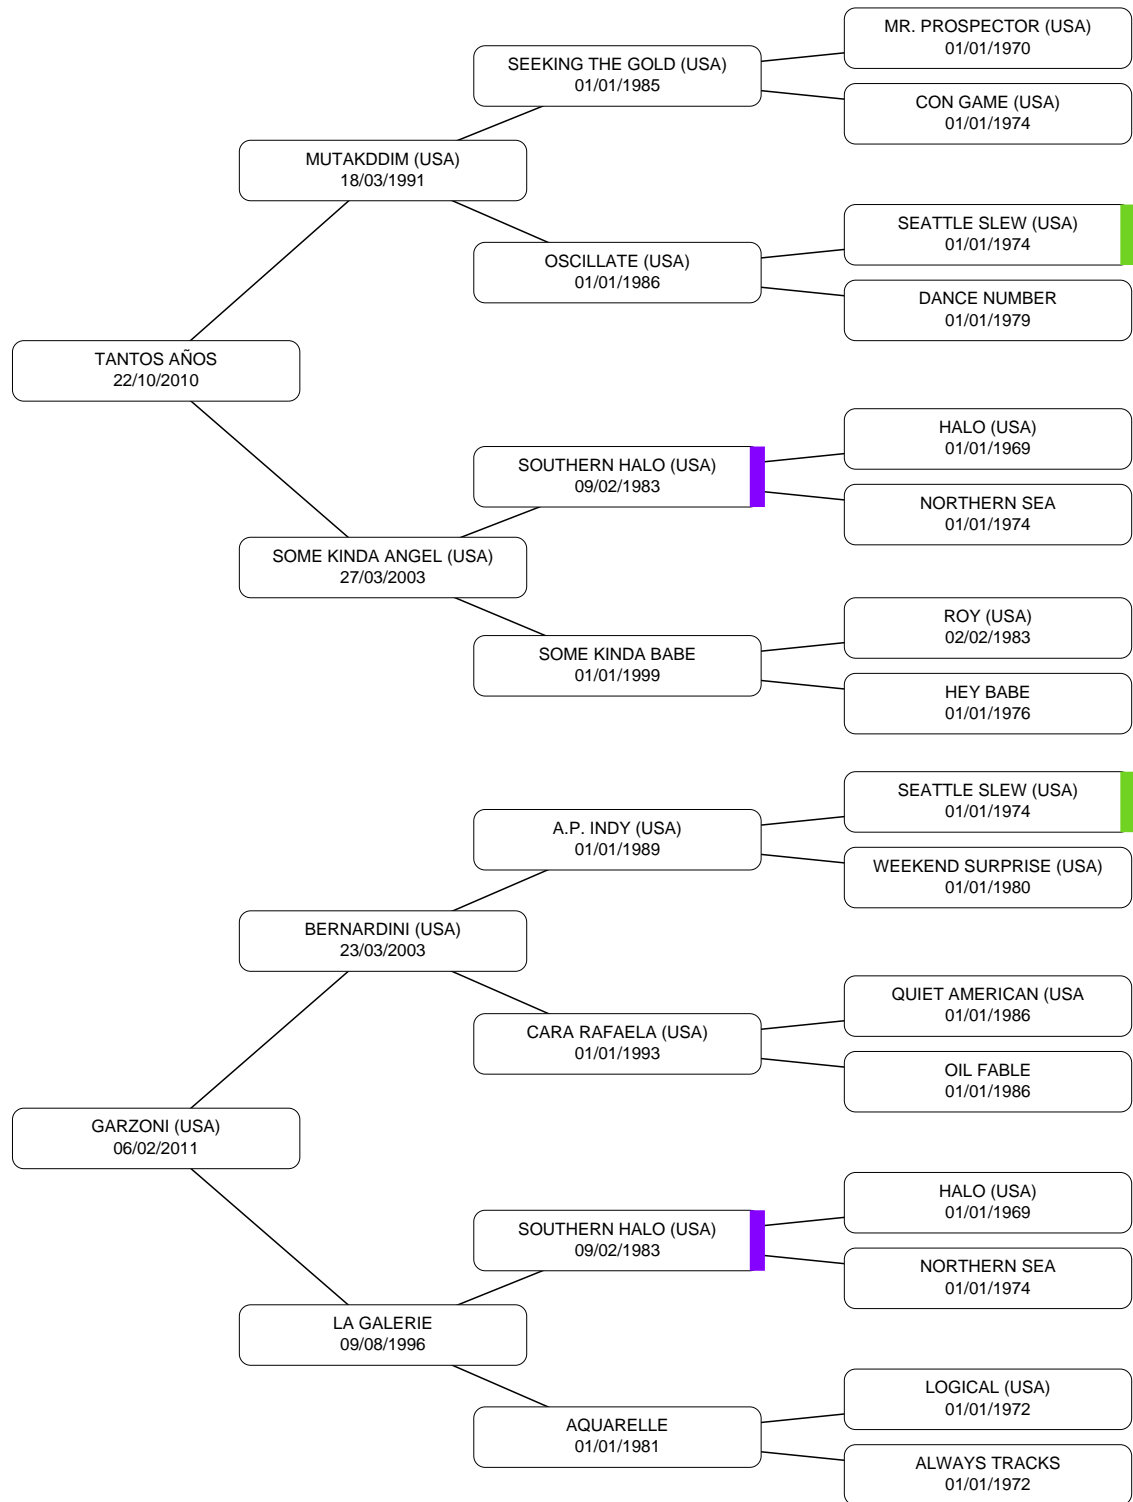 MR. PROSPECTOR (USA)
01/01/1970
SEEKING THE GOLD (USA)
01/01/1985
CON GAME (USA)
01/01/1974
MUTAKDDIM (USA)
18/03/1991
SEATTLE SLEW (USA)
01/01/1974
OSCILLATE (USA)
01/01/1986
DANCE NUMBER
01/01/1979
TANTOS AÑOS
22/10/2010
HALO (USA)
01/01/1969
SOUTHERN HALO (USA)
09/02/1983
NORTHERN SEA
01/01/1974
SOME KINDA ANGEL (USA)
27/03/2003
ROY (USA)
02/02/1983
SOME KINDA BABE
01/01/1999
HEY BABE
01/01/1976
SEATTLE SLEW (USA)
01/01/1974
A.P. INDY (USA)
01/01/1989
WEEKEND SURPRISE (USA)
01/01/1980
BERNARDINI (USA)
23/03/2003
QUIET AMERICAN (USA
01/01/1986
CARA RAFAELA (USA)
01/01/1993
OIL FABLE
01/01/1986
GARZONI (USA)
06/02/2011
HALO (USA)
01/01/1969
SOUTHERN HALO (USA)
09/02/1983
NORTHERN SEA
01/01/1974
LA GALERIE
09/08/1996
LOGICAL (USA)
01/01/1972
AQUARELLE
01/01/1981
ALWAYS TRACKS
01/01/1972